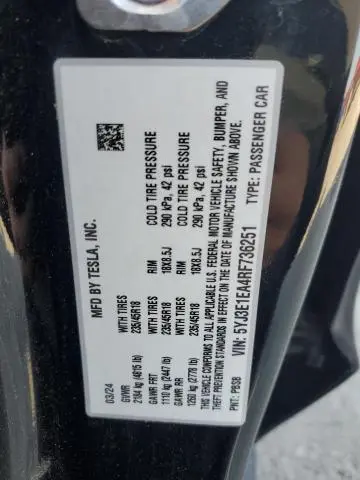 MFD BY TESLA, INC.
03/24
GVWR WITH TIRES RIM COLD TIRE PRESSURE
2184 kg (4815 lb) 235/45R18 18X8.5J 290 kPa, 42 psi
GAWR FRT WITH TIRES RIM COLD TIRE PRESSURE
1110 kg (2447 lb) 235/45R18 18X8.5J 290 kPa, 42 psi
GAWR RR
1260 kg (2778 lb)
THIS VEHICLE CONFORMS TO ALL APPLICABLE U.S. FEDERAL MOTOR VEHICLE SAFETY, BUMPER, AND
THEFT PREVENTION STANDARDS IN EFFECT ON THE DATE OF MANUFACTURE SHOWN ABOVE.
VIN: 5YJ3E1EA4RF736251 TYPE: PASSENGER CAR
PNT: PBSB